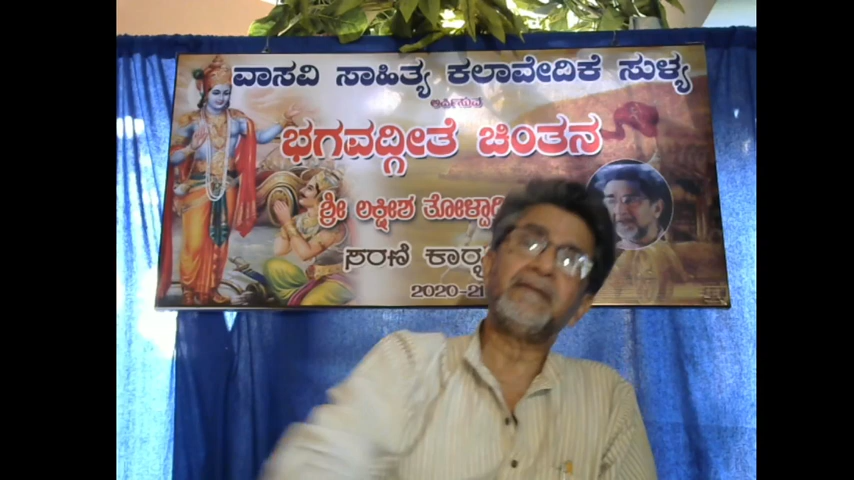 ವಾಸವಿ ಸಾಹಿತ್ಯ ಕಲಾವೇದಿಕೆ ಸುಳ್ಯ
ಅರ್ಪಿಸುವ
ಭಗವದ್ಗೀತೆ ಚಿಂತನ
ಶ್ರೀ ಲಕ್ಷೀಶ
ಸರಣಿ
2020-21